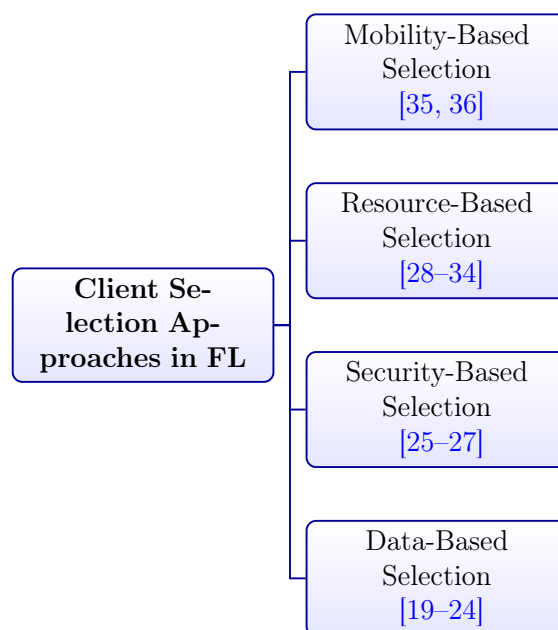 Mobility-Based
Selection
[35, 36]
Resource-Based
Selection
[28–34]
Client Se-
lection Ap-
proaches in FL
Security-Based
Selection
[25–27]
Data-Based
Selection
[19–24]